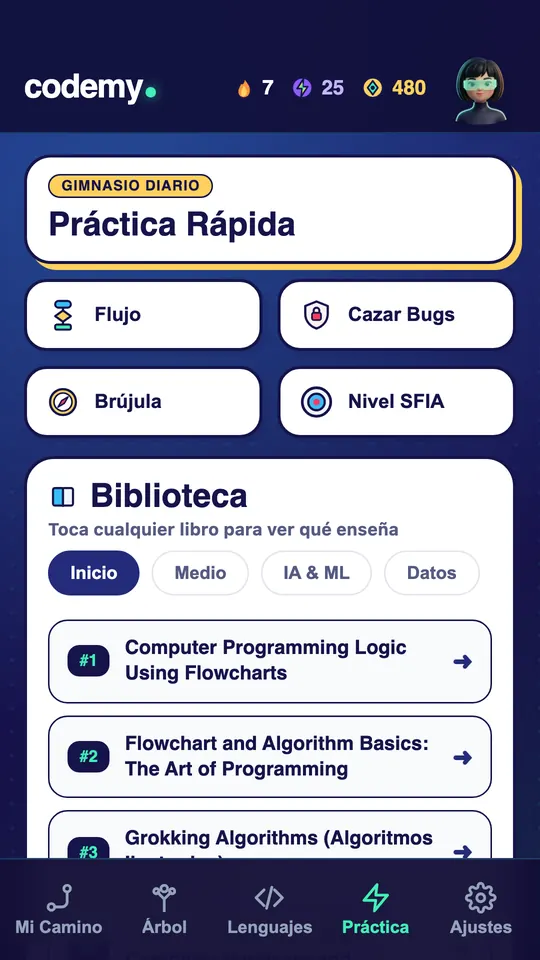 codemy.
7 25 480
GIMNASIO DIARIO
Práctica Rápida
Flujo
Cazar Bugs
Brújula
Nivel SFIA
Biblioteca
Toca cualquier libro para ver qué enseña
Inicio Medio IA & ML Datos
#1 Computer Programming Logic
Using Flowcharts
#2 Flowchart and Algorithm Basics:
The Art of Programming
#3 Grokking Algorithms (Algoritmos
Mi Camino Árbol Lenguajes Práctica Ajustes